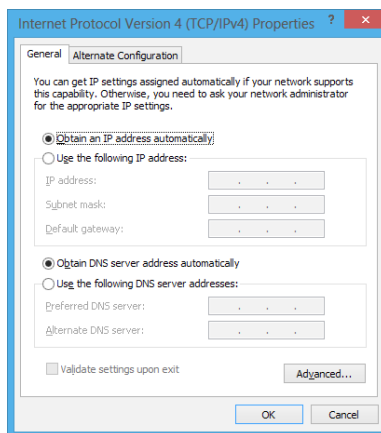 Internet Protocol Version 4 (TCP/IPv4) Properties ? ×
General Alternate Configuration
You can get IP settings assigned automatically if your network supports
this capability. Otherwise, you need to ask your network administrator
for the appropriate IP settings.
Obtain an IP address automatically
Use the following IP address:
IP address: . . .
Subnet mask: . . .
Default gateway: . . .
Obtain DNS server address automatically
Use the following DNS server addresses:
Preferred DNS server: . . .
Alternate DNS server: . . .
Validate settings upon exit
Advanced...
OK Cancel